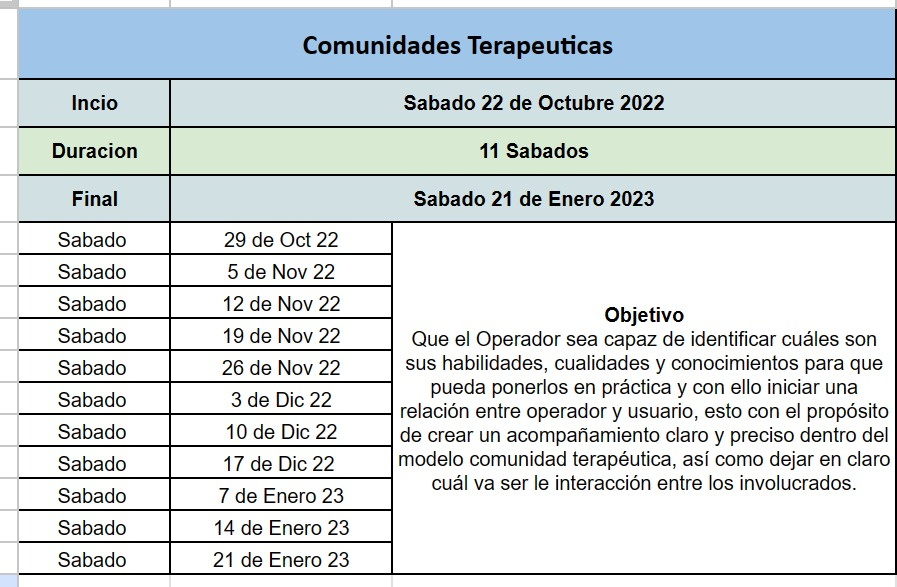 Comunidades Terapeuticas
Incio Sabado 22 de Octubre 2022
Duracion 11 Sabados
Final Sabado 21 de Enero 2023
Sabado 29 de Oct 22
Sabado 5 de Nov 22
Sabado 12 de Nov 22
Sabado 19 de Nov 22
Sabado 26 de Nov 22
Sabado 3 de Dic 22
Sabado 10 de Dic 22
Sabado 17 de Dic 22
Sabado 7 de Enero 23
Sabado 14 de Enero 23
Sabado 21 de Enero 23
Objetivo
Que el Operador sea capaz de identificar cuáles son
sus habilidades, cualidades y conocimientos para que
pueda ponerlos en práctica y con ello iniciar una
relación entre operador y usuario, esto con el propósito
de crear un acompañamiento claro y preciso dentro del
modelo comunidad terapéutica, así como dejar en claro
cuál va ser le interacción entre los involucrados.